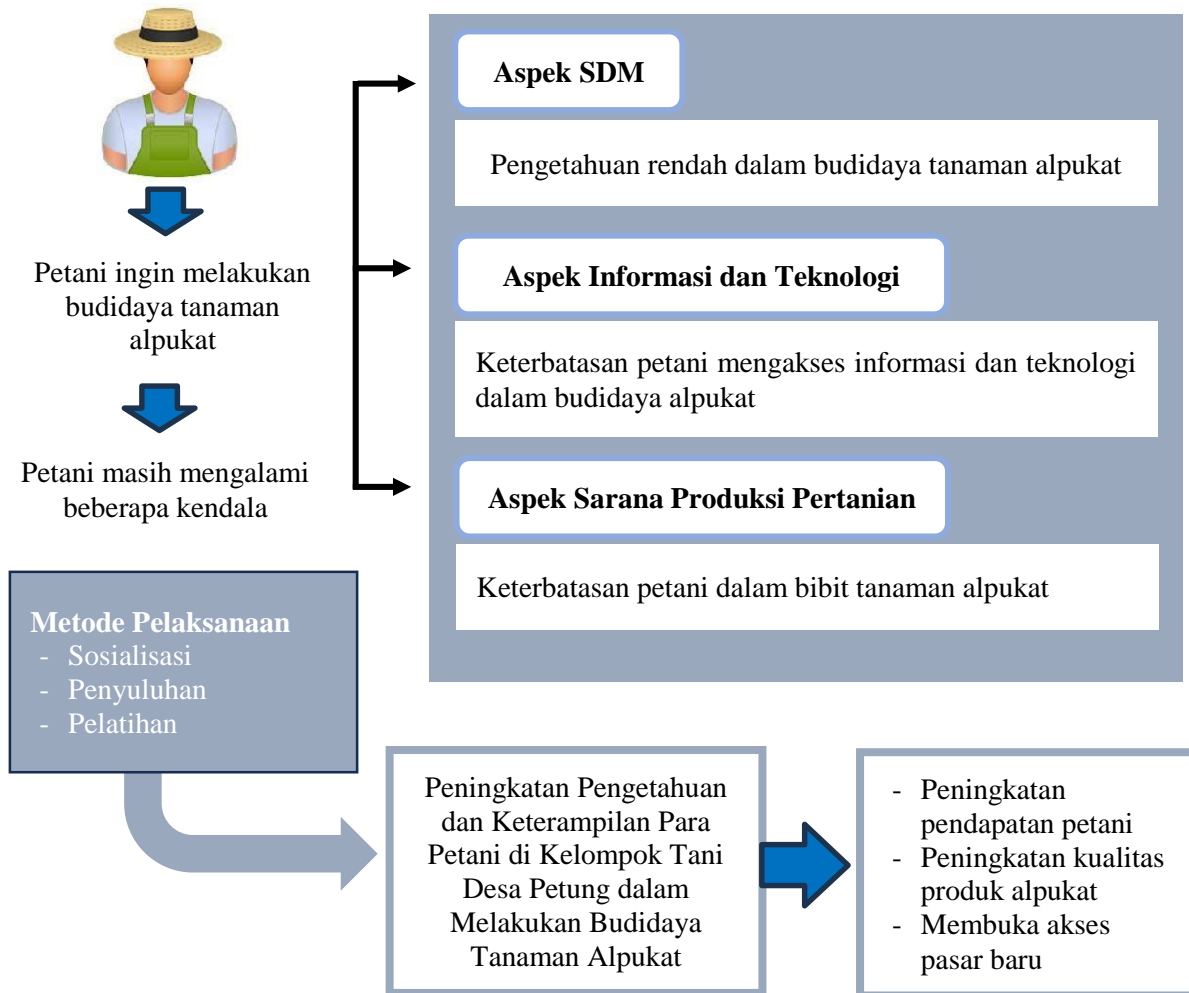 Petani ingin melakukan
budidaya tanaman
alpukat
Petani masih mengalami
beberapa kendala
Aspek SDM
Pengetahuan rendah dalam budidaya tanaman alpukat
Aspek Informasi dan Teknologi
Keterbatasan petani mengakses informasi dan teknologi
dalam budidaya alpukat
Aspek Sarana Produksi Pertanian
Keterbatasan petani dalam bibit tanaman alpukat
Metode Pelaksanaan
- Sosialisasi
- Penyuluhan
- Pelatihan
Peningkatan Pengetahuan
dan Keterampilan Para
Petani di Kelompok Tani
Desa Petung dalam
Melakukan Budidaya
Tanaman Alpukat
- Peningkatan
pendapatan petani
- Peningkatan kualitas
produk alpukat
- Membuka akses
pasar baru